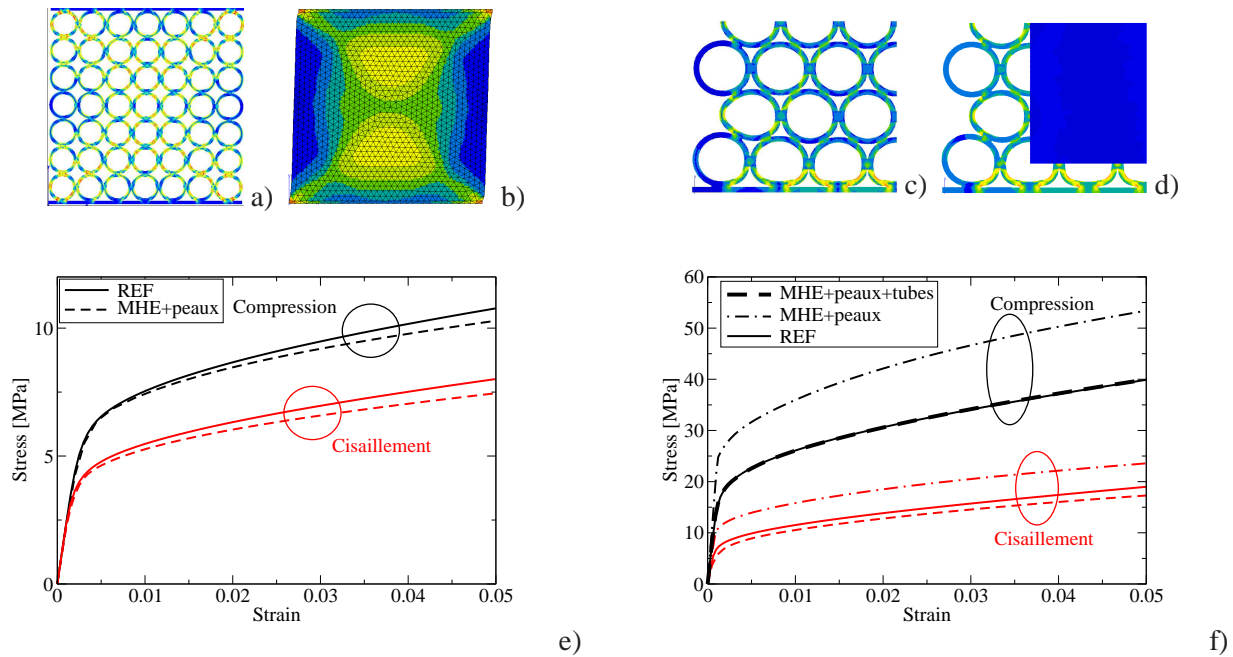 a)
b)
c)
d)
REF
MHE+peaux
Compression
Cisaillement
Stress [MPa]
10
5
0
0
0.01
0.02
0.03
0.04
0.05
Strain
e)
MHE+peaux+tubes
MHE+peaux
REF
Compression
Cisaillement
Stress [MPa]
60
50
40
30
20
10
0
0
0.01
0.02
0.03
0.04
0.05
Strain
f)